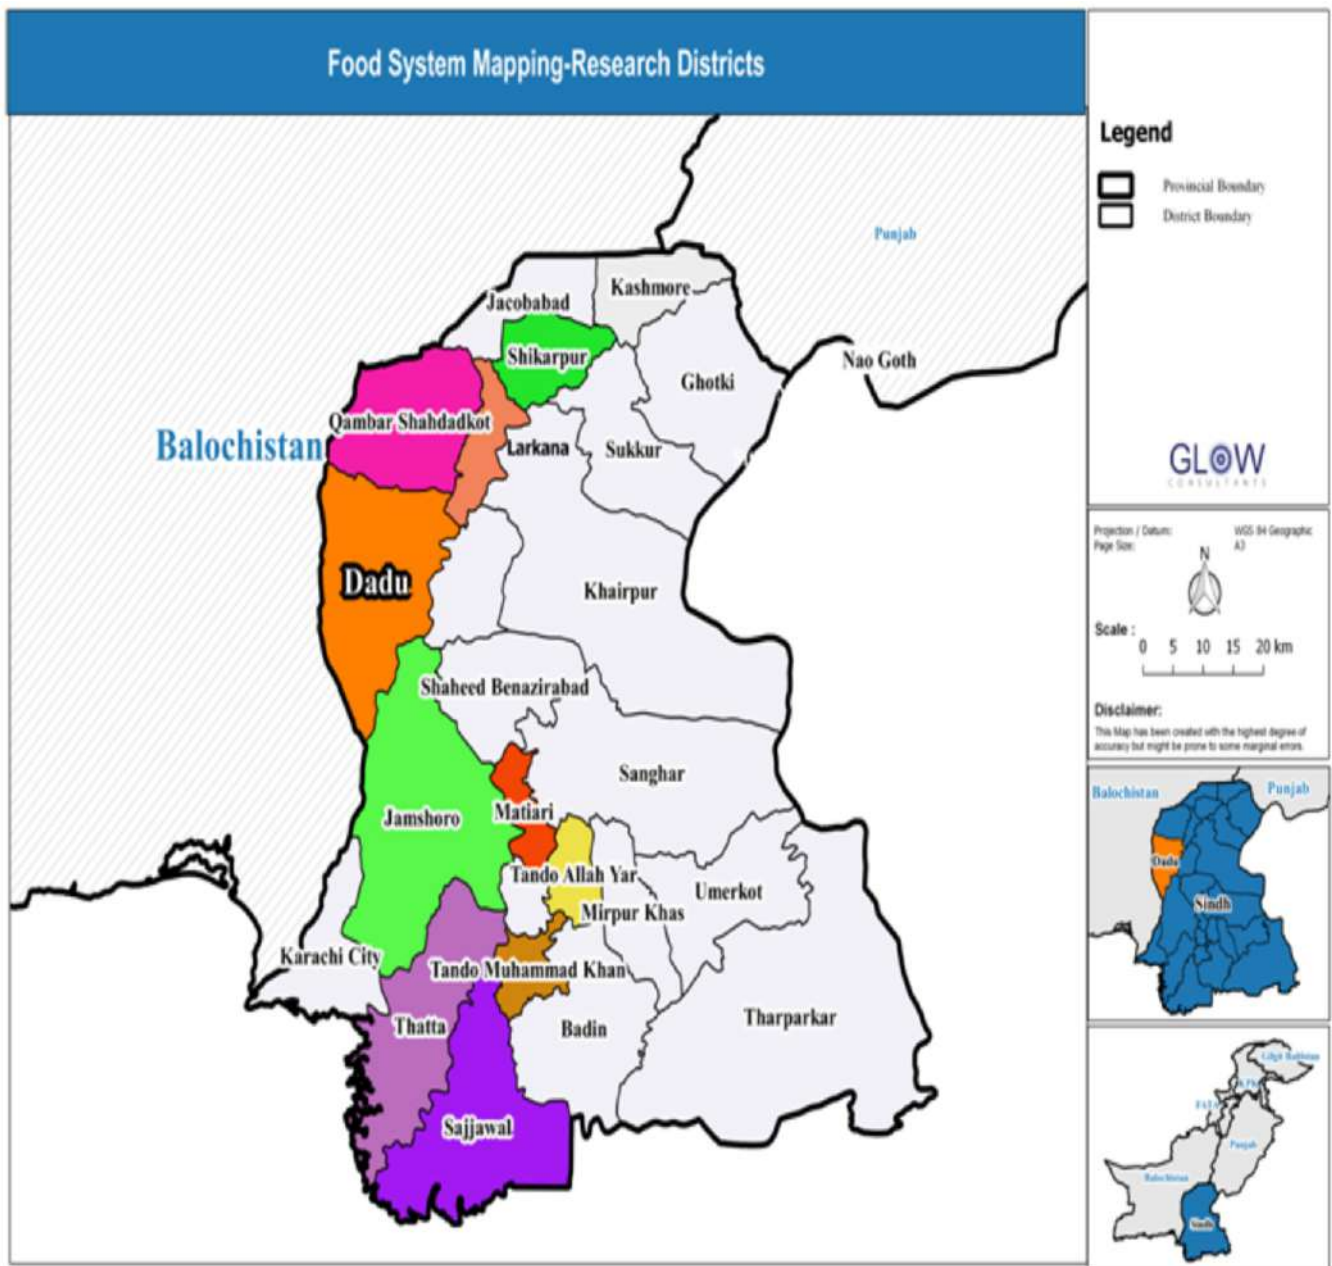 Food System Mapping-Research Districts
Legend
Provincial Boundary
District Boundary
Punjab
Kashmore
Jacobabad
Shikarpur
Nao Goth
Ghotki
Qambar Shahdadkot
Balochistan
Larkana
Sukkur
GLOW
CONSULTANTS
Projection / Datum: WGS 84 Geographic
Page Size: A3
N
Dadu
Khairpur
Scale :
0 5 10 15 20 km
Shaheed Benazirabad
Disclaimer:
This Map has been created with the highest degree of
accuracy but might be prone to some marginal errors.
Sanghar
Matiari
Jamshoro
Tando Allah Yar
Umerkot
Mirpur Khas
Karachi City
Tando Muhammad Khan
Thatta
Badin
Tharparkar
Sajjawal
Balochistan
Punjab
Dadu
Sindh
Gilgit Baltistan
KPK
FATA
Punjab
Balochistan
Sindh